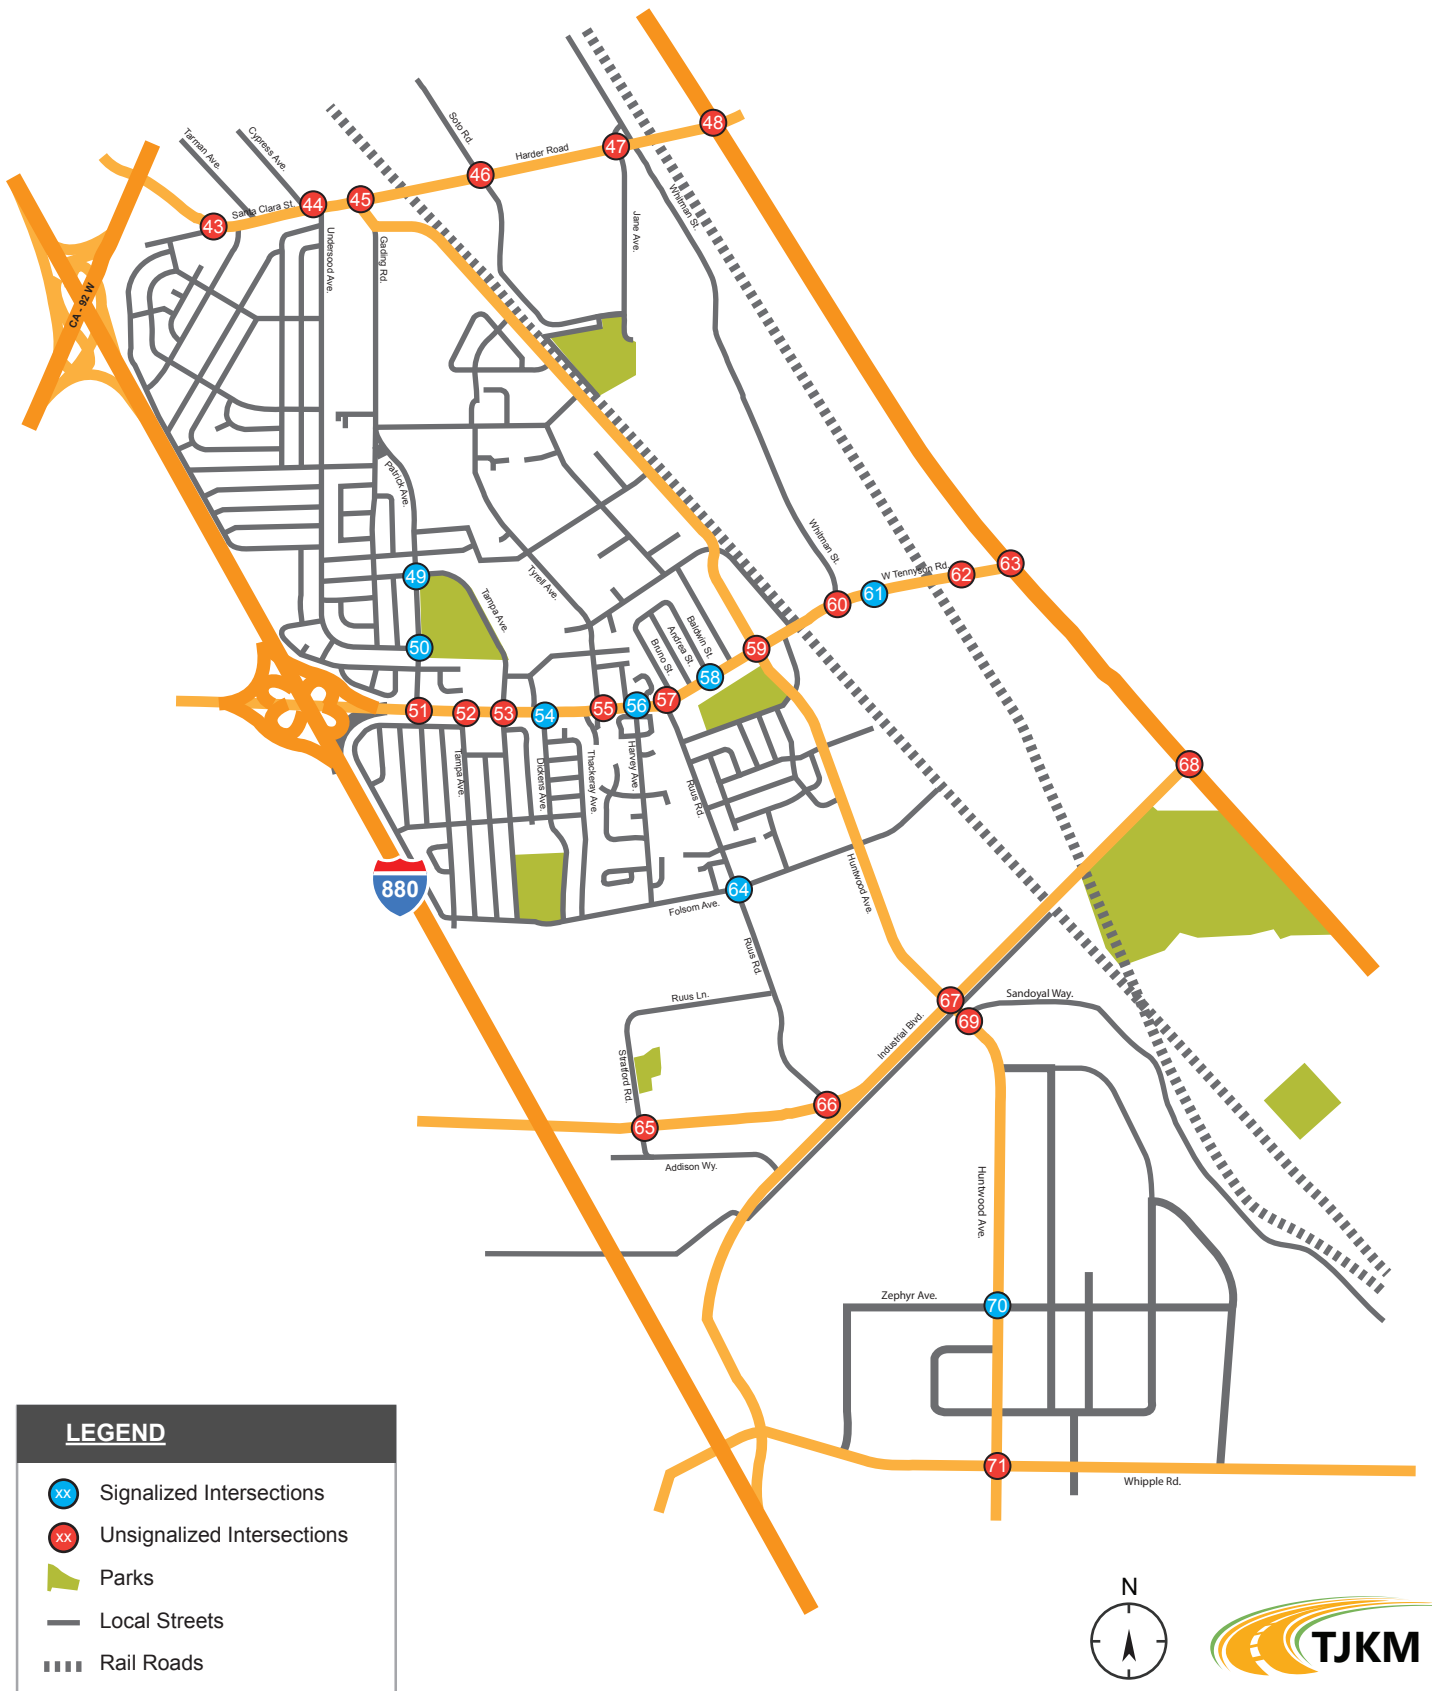 48
47
Soto Rd.
Harder Road
46
Tarman Ave.
Cypress Ave.
45
44
Santa Clara St.
43
Whitman St.
Jane Ave.
Undersood Ave.
Gading Rd.
CA - 92 W
Patrick Ave.
Whitman St.
W Tennyson Rd.
63
62
61
60
49
Tyrell Ave.
Tampa Ave.
Baldwin St.
Andrea St.
Bruno St.
50
59
58
57
56
55
54
53
52
51
Tampa Ave.
Dickens Ave.
Thackeray Ave.
Harvey Ave.
Ruus Rd.
68
Huntwood Ave.
880
64
Folsom Ave.
Ruus Rd.
Ruus Ln.
67
Sandoyal Way.
69
Industrial Blvd.
Stratford Rd.
66
65
Addison Wy.
Huntwood Ave.
Zephyr Ave.
70
71
Whipple Rd.
LEGEND
xx Signalized Intersections
xx Unsignalized Intersections
Parks
Local Streets
Rail Roads
N
TJKM